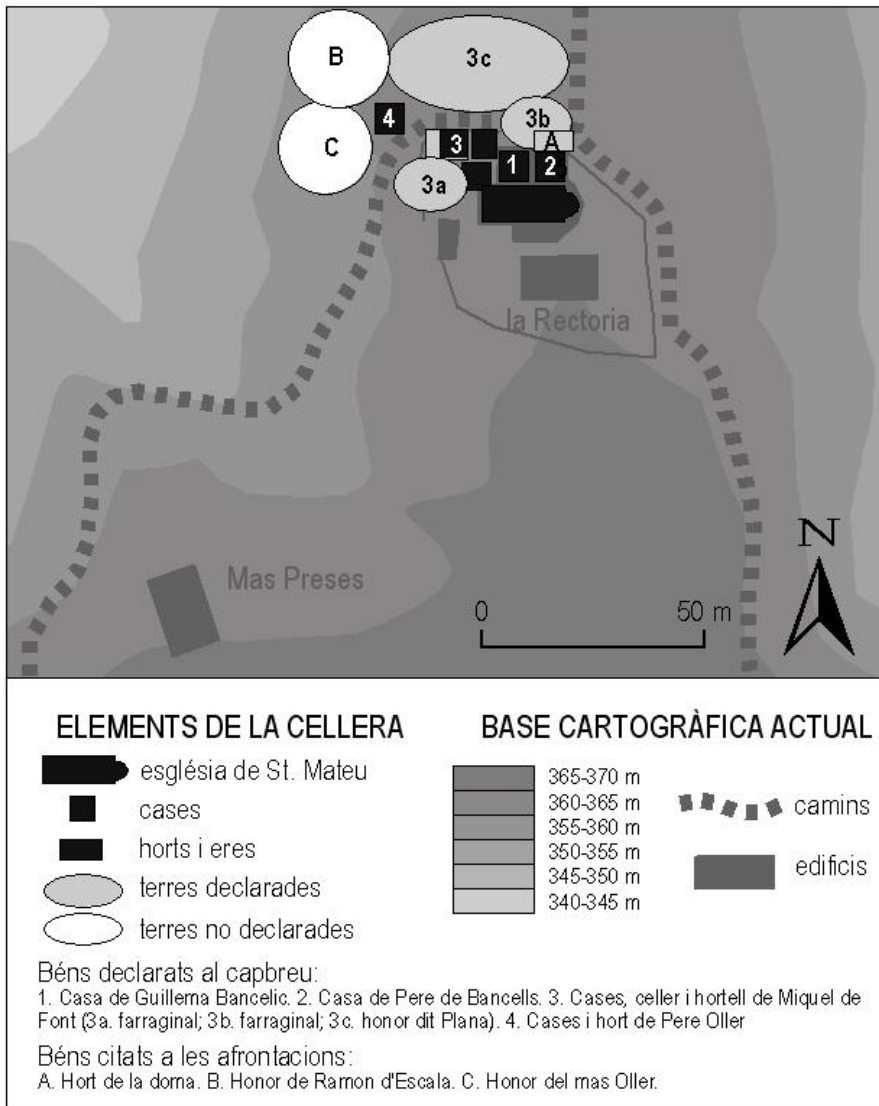 B
3c
4
3b
C
3
A
1
2
3a
la Rectoria
N
Mas Preses
0
50 m
ELEMENTS DE LA CELLERA
església de St. Mateu
cases
horts i eres
terres declarades
terres no declarades
BASE CARTOGRÀFICA ACTUAL
365-370 m
360-365 m
355-360 m
350-355 m
345-350 m
340-345 m
camins
edificis
Béns declarats al capbreu:
1. Casa de Guillema Bancelic. 2. Casa de Pere de Bancells. 3. Cases, celler i hortell de Miquel de
Font (3a. farraginal; 3b. farraginal; 3c. honor dit Plana). 4. Cases i hort de Pere Oller
Béns citats a les afrontacions:
A. Hort de la doma. B. Honor de Ramon d'Escala. C. Honor del mas Oller.